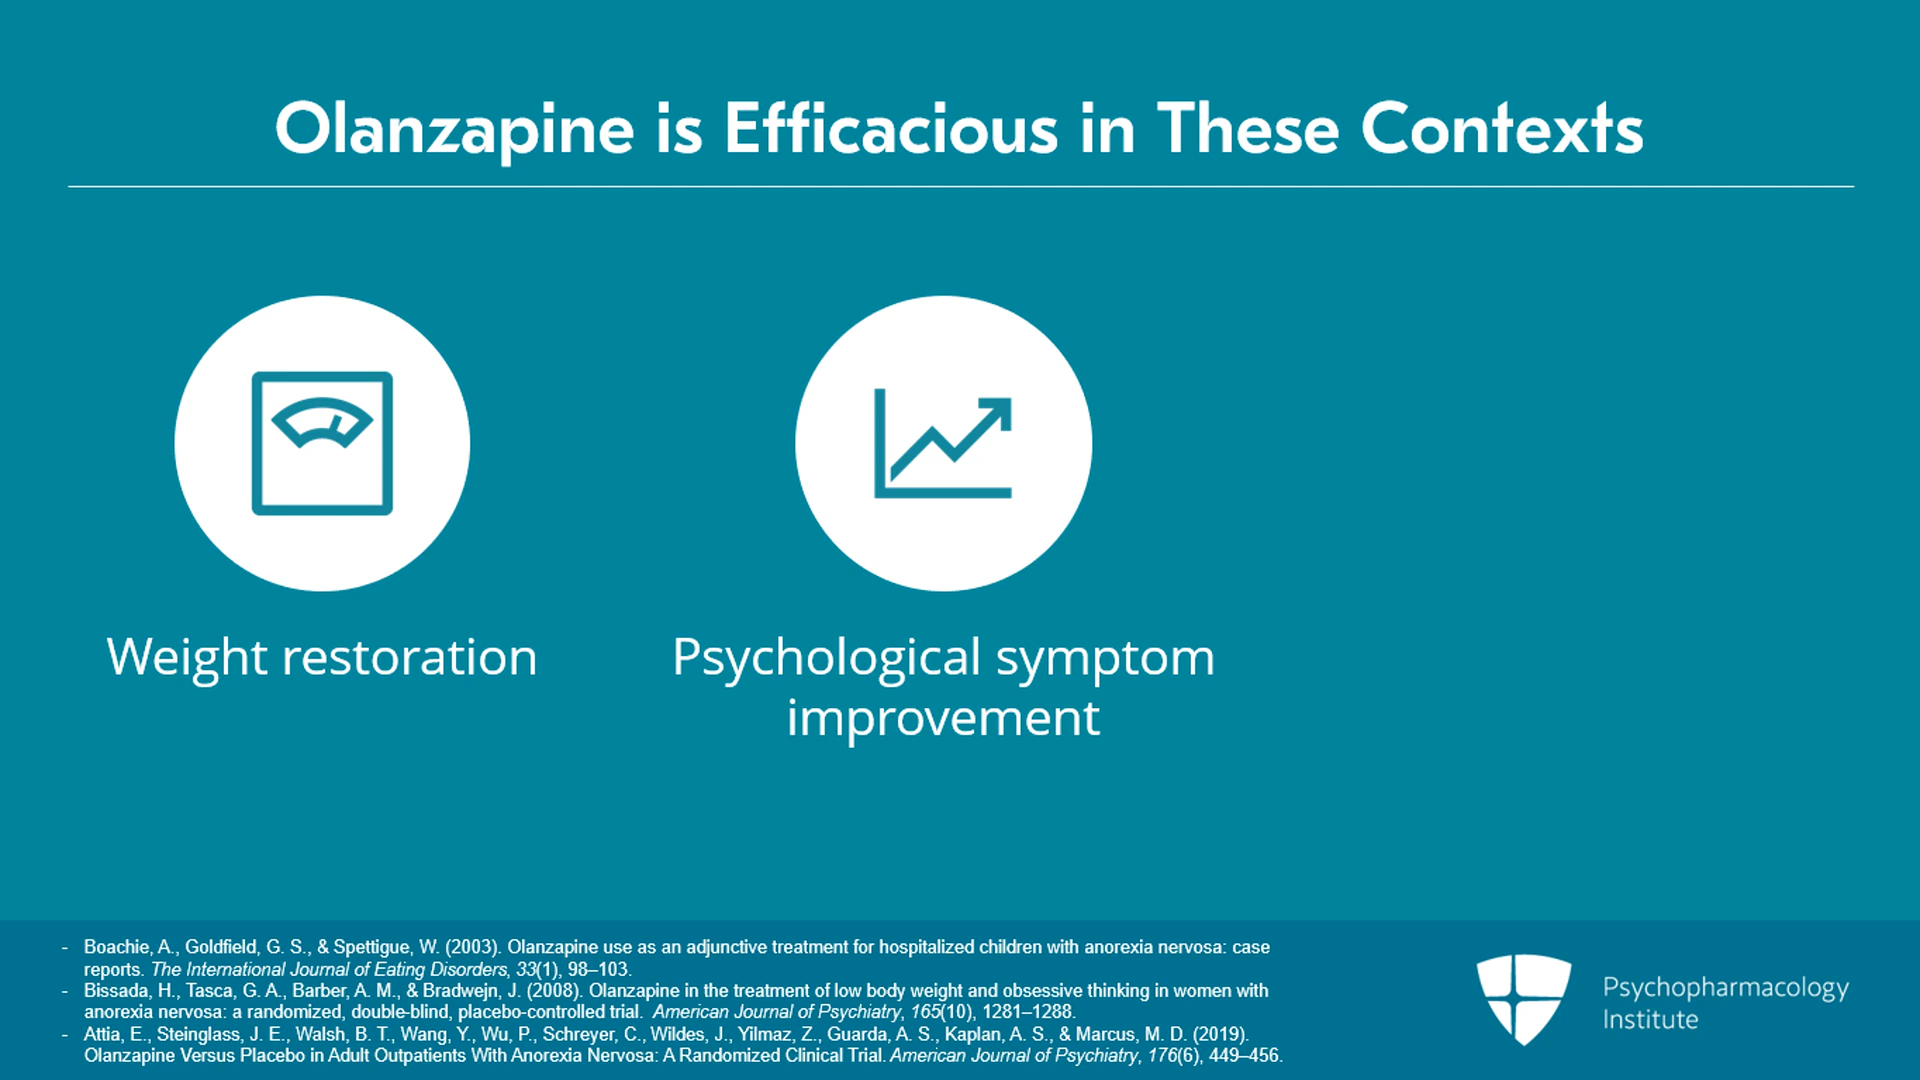 Olanzapine is Efficacious in These Contexts
Weight restoration
Psychological symptom
improvement
- Boachie, A., Goldfield, G. S., & Spettigue, W. (2003). Olanzapine use as an adjunctive treatment for hospitalized children with anorexia nervosa: case
reports. The International Journal of Eating Disorders, 33(1), 98–103.
- Bissada, H., Tasca, G. A., Barber, A. M., & Bradwejn, J. (2008). Olanzapine in the treatment of low body weight and obsessive thinking in women with
anorexia nervosa: a randomized, double-blind, placebo-controlled trial. American Journal of Psychiatry, 165(10), 1281–1288.
- Attia, E., Steinglass, J. E., Walsh, B. T., Wang, Y., Wu, P., Schreyer, C., Wildes, J., Yilmaz, Z., Guarda, A. S., Kaplan, A. S., & Marcus, M. D. (2019).
Olanzapine Versus Placebo in Adult Outpatients With Anorexia Nervosa: A Randomized Clinical Trial. American Journal of Psychiatry, 176(6), 449–456.
Psychopharmacology
Institute